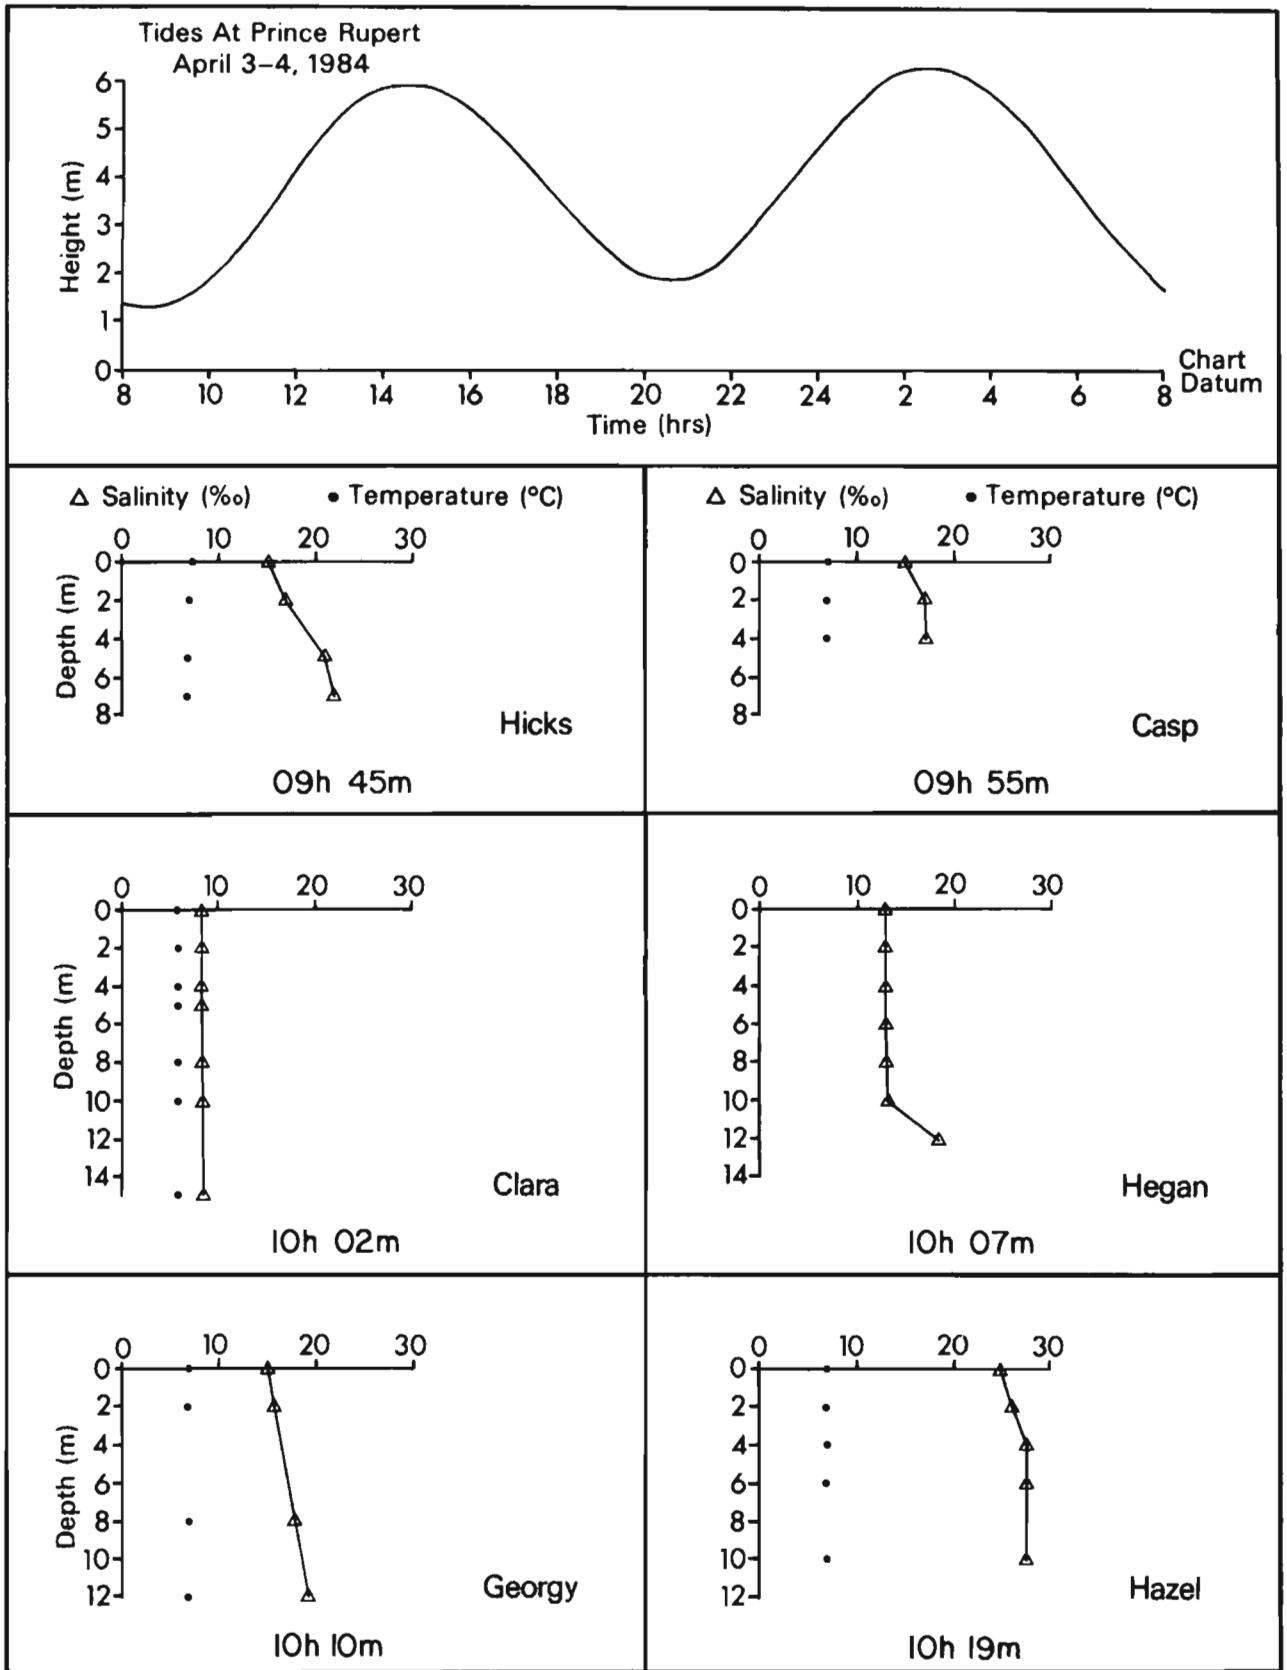 Tides At Prince Rupert
April 3-4, 1984
6
5
4
3
2
1
0
Height (m)
8 10 12 14 16 18 20 22 24 2 4 6 8
Time (hrs)
Chart
Datum
△ Salinity (‰) • Temperature (°C)
0 10 20 30
0
2
4
6
8
Depth (m)
Hicks
09h 45m
△ Salinity (‰) • Temperature (°C)
0 10 20 30
0
2
4
6
8
Casp
09h 55m
0 10 20 30
0
2
4
6
8
10
12
14
Depth (m)
Clara
10h 02m
0 10 20 30
0
2
4
6
8
10
12
14
Hegan
10h 07m
0 10 20 30
0
2
4
6
8
10
12
Depth (m)
Georgy
10h 10m
0 10 20 30
0
2
4
6
8
10
12
Hazel
10h 19m